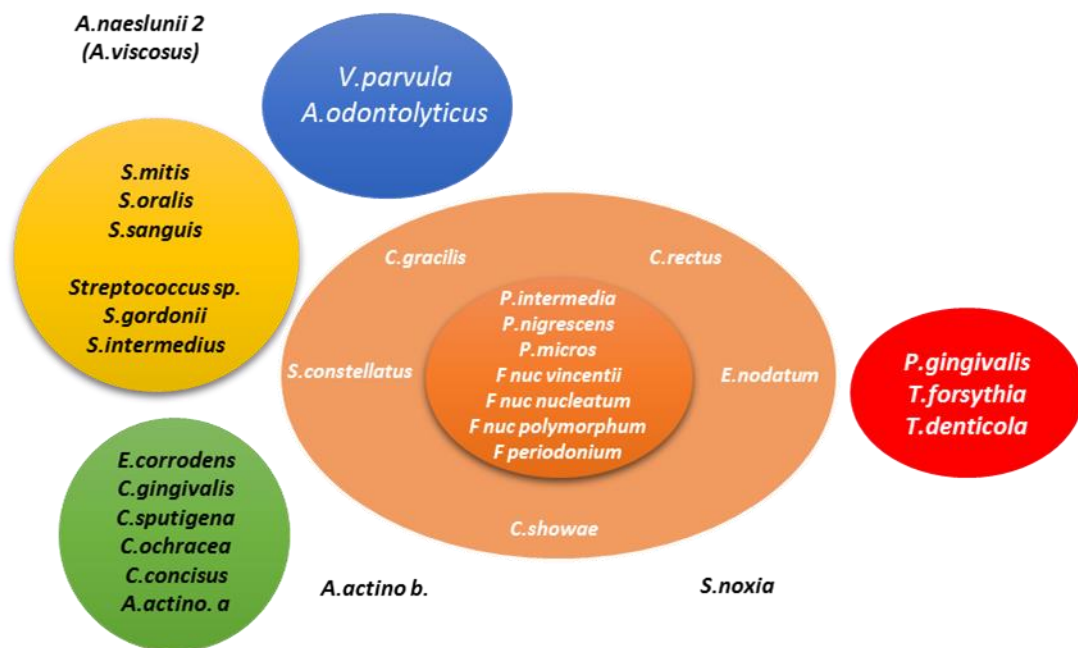 A.naeslunii 2
(A.viscosus)
V.parvula
A.odontolyticus
S.mitis
S.oralis
S.sanguis
Streptococcus sp.
S.gordonii
S.intermedius
C.gracilis
C.rectus
P.intermedia
P.nigrescens
P.micros
F nuc vincentii
F nuc nucleatum
F nuc polymorphum
F periodonium
S.constellatus
E.nodatum
C.showae
P.gingivalis
T.forsythia
T.denticola
E.corrodens
C.gingivalis
C.sputigena
C.ochracea
C.concisus
A.actino. a
A.actino b.
S.noxia